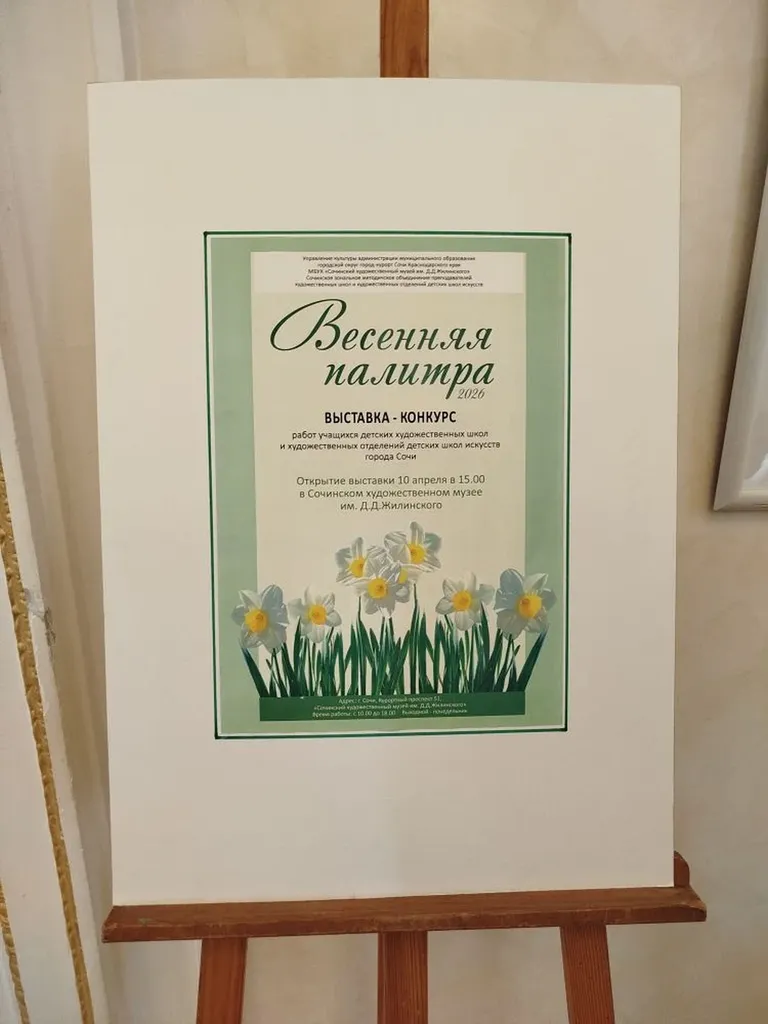 Управление культуры администрации муниципального образования
городской округ город-курорт Сочи Краснодарского края
МБУК «Сочинский художественный музей им. Д.Д.Жилинского»
Сочинское зональное методическое объединение преподавателей
художественных школ и художественных отделений детских школ искусств
Весенняя
палитра
2026
ВЫСТАВКА - КОНКУРС
работ учащихся детских художественных школ
и художественных отделений детских школ искусств
города Сочи
Открытие выставки 10 апреля в 15.00
в Сочинском художественном музее
им. Д.Д.Жилинского
Адрес: г. Сочи, Курортный проспект 51,
«Сочинский художественный музей им. Д.Д.Жилинского»
Время работы: с 10.00 до 18.00 Выходной - понедельник